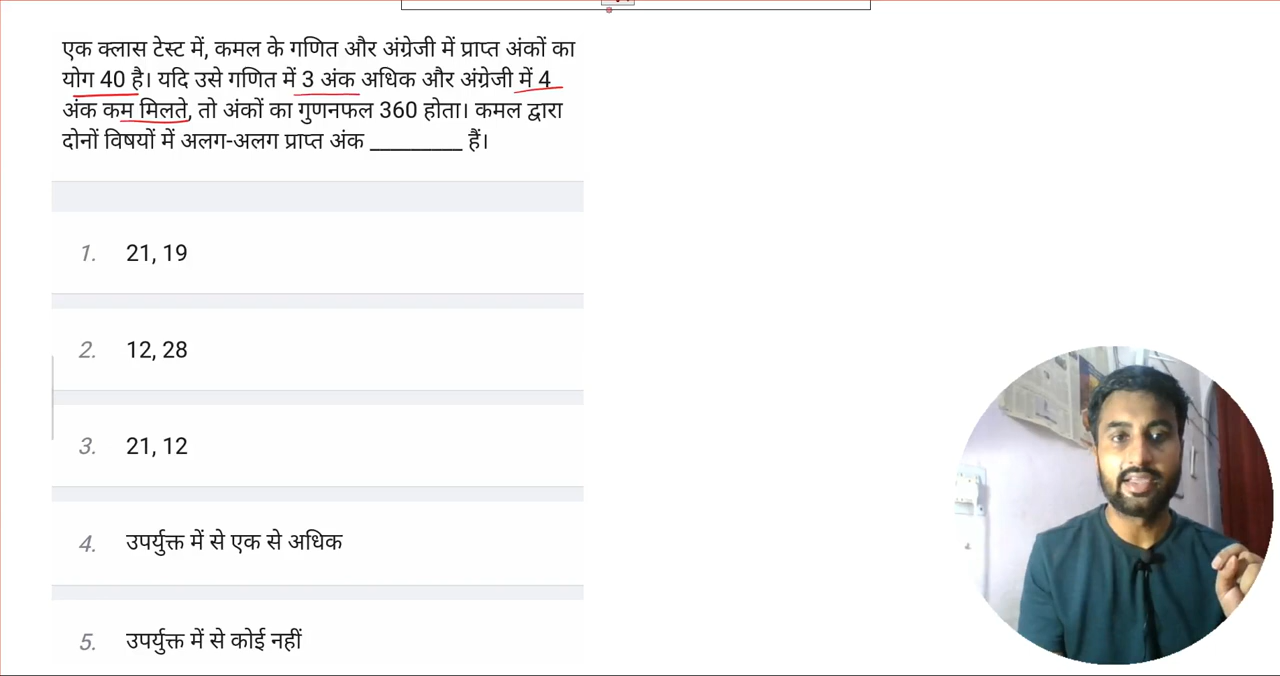 एक क्लास टेस्ट में, कमल के गणित और अंग्रेजी में प्राप्त अंकों का
योग 40 है। यदि उसे गणित में 3 अंक अधिक और अंग्रेजी में 4
अंक कम मिलते, तो अंकों का गुणनफल 360 होता। कमल द्वारा
दोनों विषयों में अलग-अलग प्राप्त अंक ________ हैं।
1. 21, 19
2. 12, 28
3. 21, 12
4. उपर्युक्त में से एक से अधिक
5. उपर्युक्त में से कोई नहीं